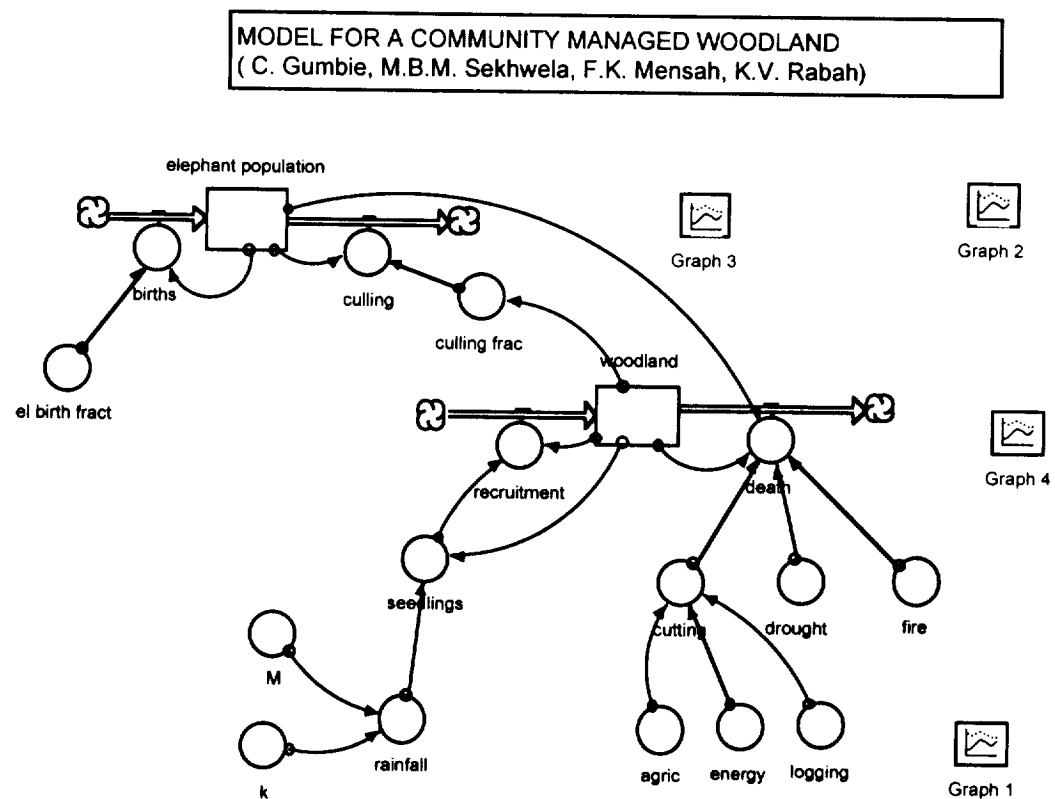 MODEL FOR A COMMUNITY MANAGED WOODLAND
( C. Gumbie, M.B.M. Sekhwela, F.K. Mensah, K.V. Rabah)
elephant population
Graph 3
Graph 2
births
culling
culling frac
woodland
el birth fract
recruitment
death
Graph 4
seedlings
cutting
drought
fire
M
rainfall
k
agric
energy
logging
Graph 1